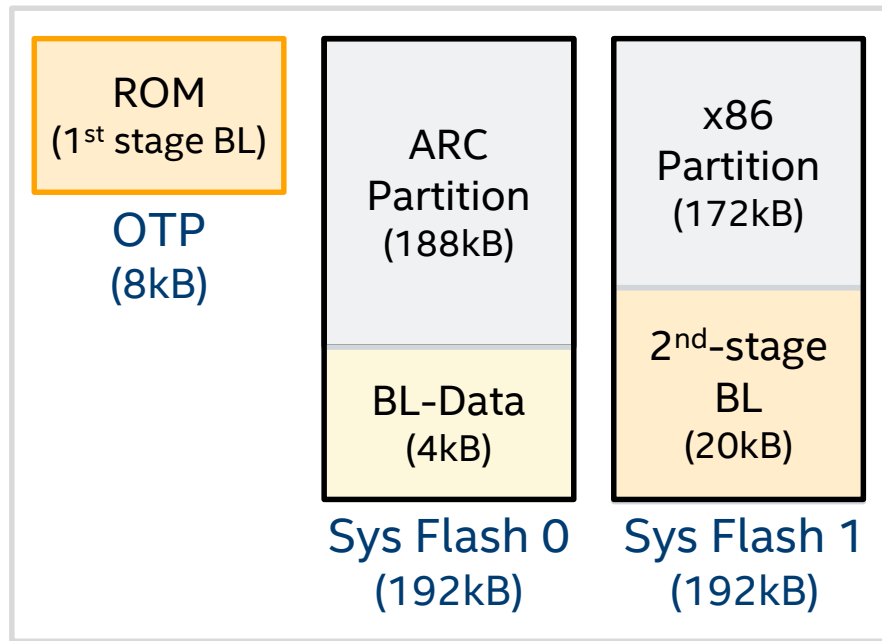 ROM
(1st stage BL)
OTP
(8kB)
ARC
Partition
(188kB)
BL-Data
(4kB)
Sys Flash 0
(192kB)
x86
Partition
(172kB)
2nd-stage
BL
(20kB)
Sys Flash 1
(192kB)